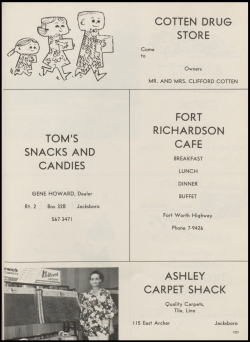 COTTEN DRUG
STORE
Come
to
Owners
MR. AND MRS. CLIFFORD COTTEN
TOM'S
SNACKS AND
CANDIES
GENE HOWARD, Dealer
Rt. 2 Box 32B Jacksboro
567-3471
FORT
RICHARDSON
CAFE
BREAKFAST
LUNCH
DINNER
BUFFET
Fort Worth Highway
Phone 7-9426
ASHLEY
CARPET SHACK
Quality Carpets,
Tile, Lino
115 East Archer Jacksboro